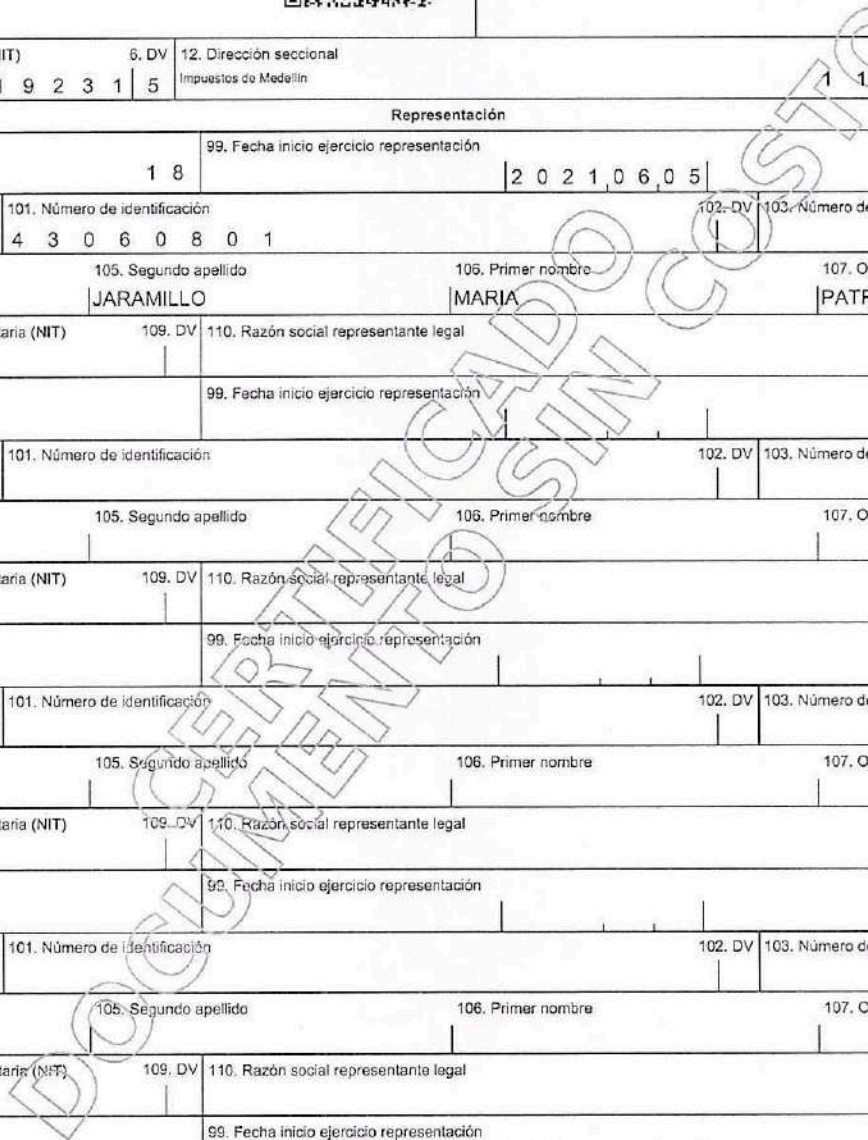 IIT) 6. DV 12. Dirección seccional
9 2 3 1 5 Impuestos de Medellín 1 1
Representación
99. Fecha inicio ejercicio representación
1 8 2 0 2 1 0 6 0 5
101. Número de identificación 102. DV 103. Número de
4 3 0 6 0 8 0 1
105. Segundo apellido 106. Primer nombre 107. O
JARAMILLO MARIA PATR
taria (NIT) 109. DV 110. Razón social representante legal
99. Fecha inicio ejercicio representación
101. Número de identificación 102. DV 103. Número de
105. Segundo apellido 106. Primer nombre 107. O
taria (NIT) 109. DV 110. Razón social representante legal
99. Fecha inicio ejercicio representación
101. Número de identificación 102. DV 103. Número de
105. Segundo apellido 106. Primer nombre 107. O
taria (NIT) 109. DV 110. Razón social representante legal
99. Fecha inicio ejercicio representación
101. Número de identificación 102. DV 103. Número de
105. Segundo apellido 106. Primer nombre 107. O
taria (NIT) 109. DV 110. Razón social representante legal
99. Fecha inicio ejercicio representación
CERTIFICADO
DOCUMENTO SIN COSTO